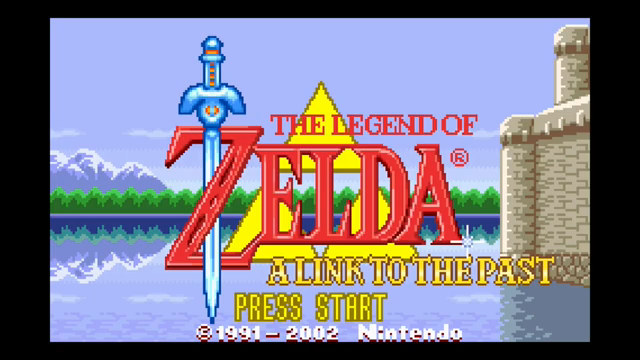 THE LEGEND OF
ZELDA®
A LINK TO THE PAST
PRESS START
©1991-2002 Nintendo